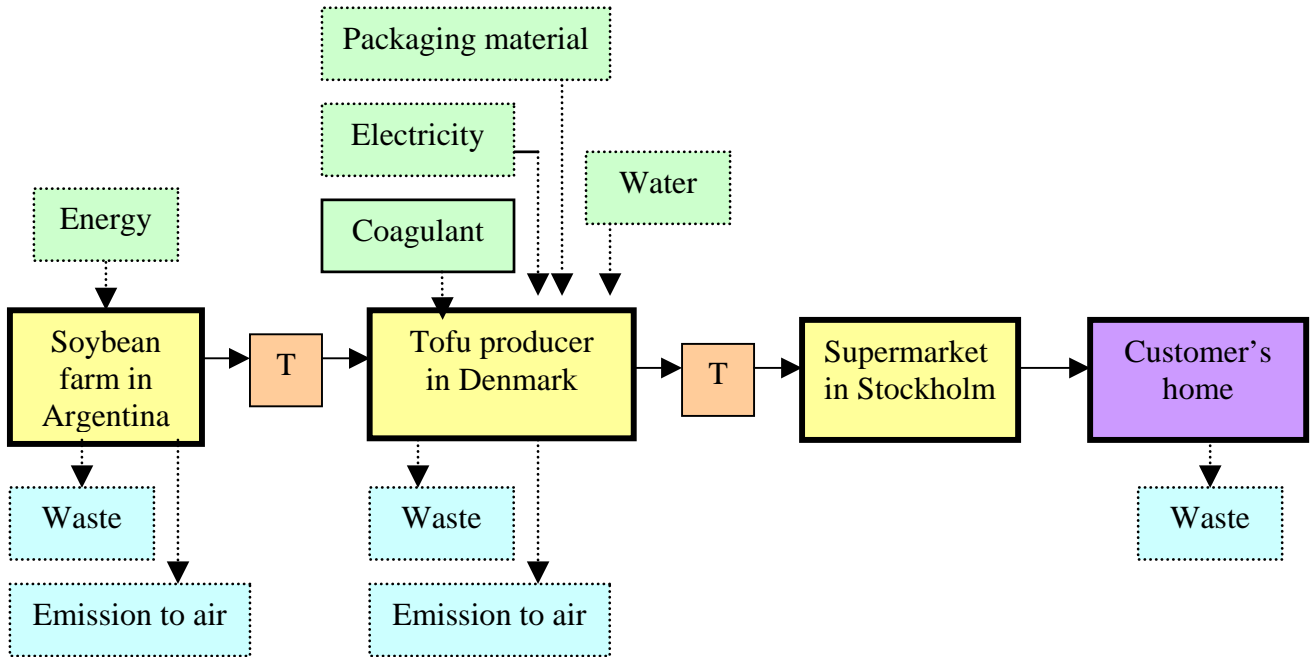 Packaging material
Electricity
Water
Energy
Coagulant
Soybean
farm in
Argentina
T
Tofu producer
in Denmark
T
Supermarket
in Stockholm
Customer’s
home
Waste
Waste
Waste
Emission to air
Emission to air